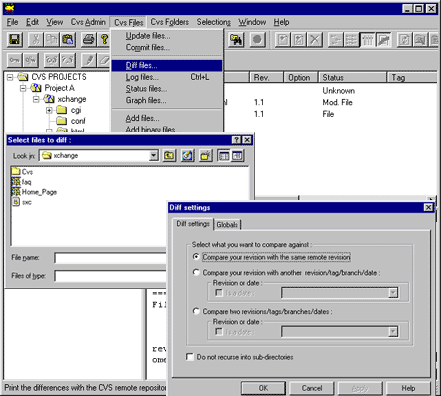 File Edit View CVS Admin CVS Files CVS Folders Selections Window Help
Update files...
Commit files...
Diff files...
Log files... Ctrl+L
Status files...
Graph files...
Add files...
Add binary files
Rev. Option Status Tag
Unknown
1.1 Mod. File
1.1 File
CVS PROJECTS
Project A
xchange
cgi
conf
html
Select files to diff :
Look in: xchange
Cvs
faq
Home_Page
sxc
File name:
Files of type:
Diff settings
Diff settings Globals
Select what you want to compare against :
Compare your revision with the same remote revision
Compare your revision with another revision/tag/branch/date :
Revision or date :
Is a date
Compare two revisions/tags/branches/dates :
Revision or date :
Is a date
Do not recurse into sub-directories
OK Cancel Apply Help
===
Fil
rev
ome
Print the differences with the CVS remote repositor